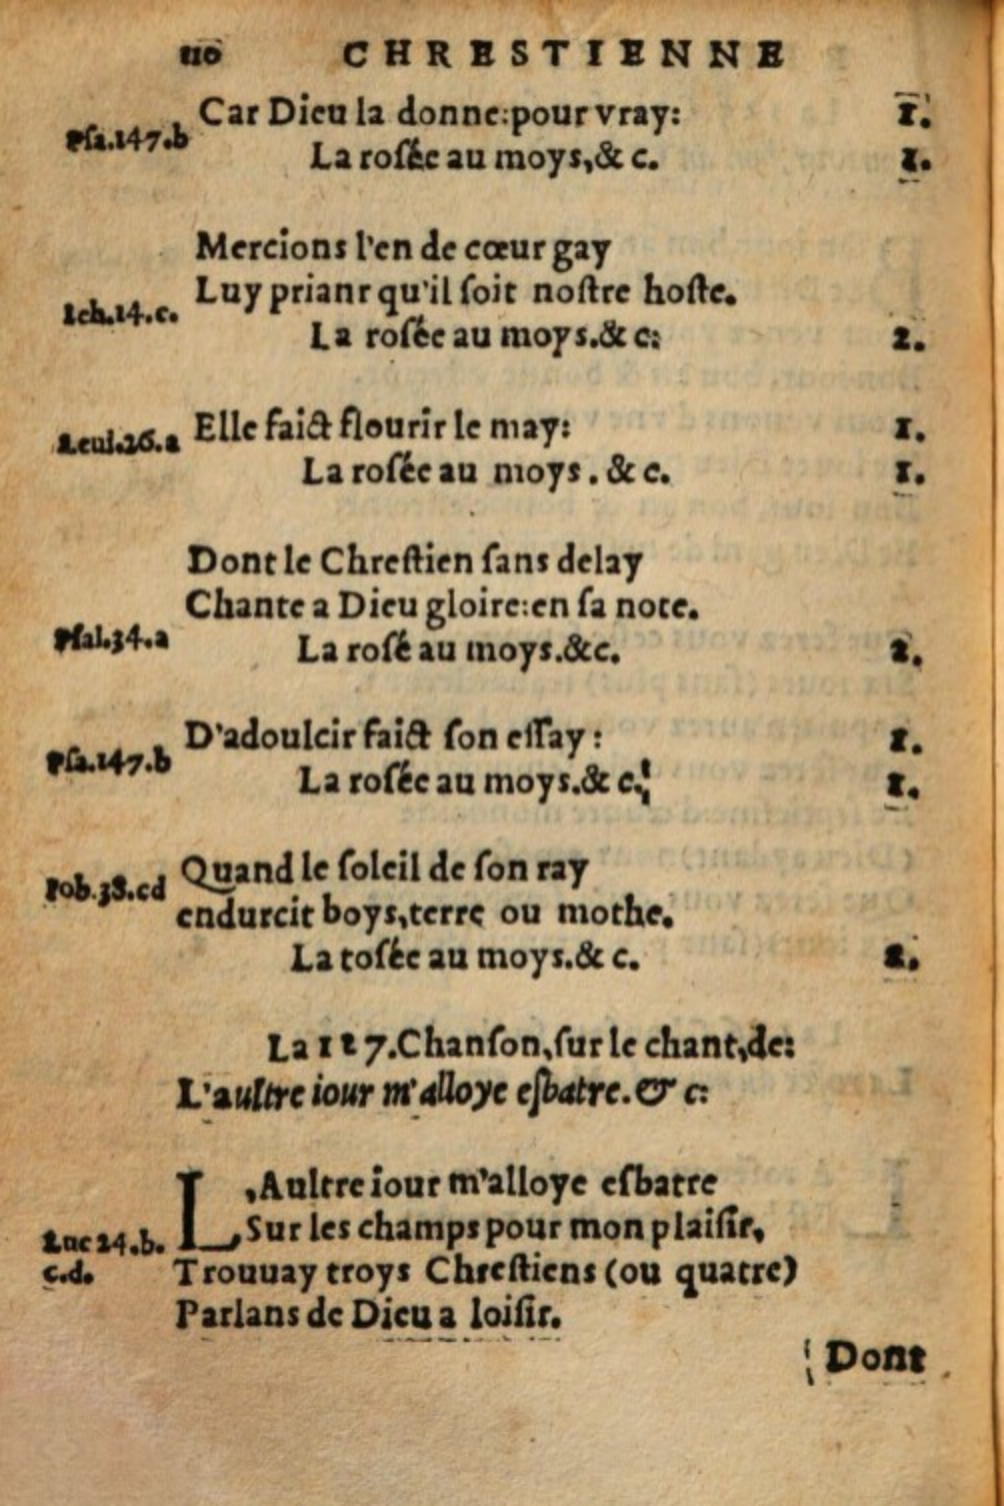 110 CHRESTIENNE
Car Dieu la donne:pour vray: 1.
Psa.147.b
La rosée au moys,& c. 1.
Mercions l'en de cœur gay
Luy prianr qu'il soit nostre hoste.
Ich.14.c.
La rosée au moys.& c: 2.
Leui.26.a Elle faict flourir le may: 1.
La rosée au moys . & c. 1.
Dont le Chrestien sans delay
Chante a Dieu gloire:en sa note.
Psal.34.a
La rosé au moys.&c. 2.
D'adoulcir faict son essay : 1.
Psa.147.b
La rosée au moys.& c. 1.
Quand le soleil de son ray
Iob.38.cd
endurcit boys,terre ou mothe.
La tosée au moys.& c. 2.
La 127.Chanson,sur le chant,de:
L'aultre iour m'alloye esbatre.& c:
L,Aultre iour m'alloye esbatre
Sur les champs pour mon plaisir,
Luc 24.b.
c.d. Trouuay troys Chrestiens (ou quatre)
Parlans de Dieu a loisir.
Dont